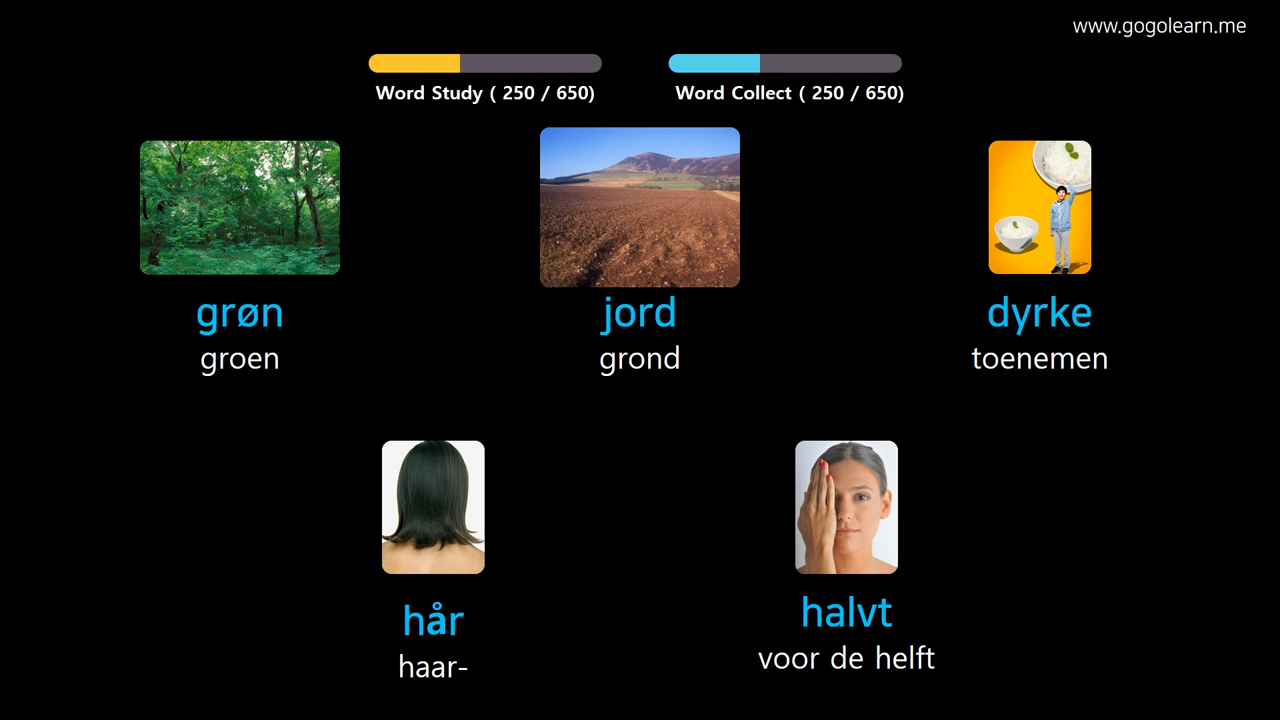 www.gogolearn.me
Word Study ( 250 / 650)
Word Collect ( 250 / 650)
grøn
groen
jord
grond
dyrke
toenemen
hår
haar-
halvt
voor de helft